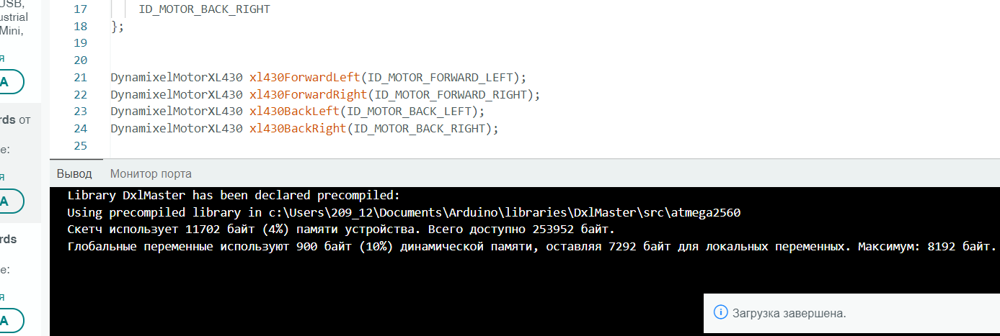 USB,
ustrial
Mini,
я
А
rds от
е:
я
А
rds
е:
я
А
17 ID_MOTOR_BACK_RIGHT
18 };
19
20
21 DynamixelMotorXL430 xl430ForwardLeft(ID_MOTOR_FORWARD_LEFT);
22 DynamixelMotorXL430 xl430ForwardRight(ID_MOTOR_FORWARD_RIGHT);
23 DynamixelMotorXL430 xl430BackLeft(ID_MOTOR_BACK_LEFT);
24 DynamixelMotorXL430 xl430BackRight(ID_MOTOR_BACK_RIGHT);
25
Вывод Монитор порта
Library DxlMaster has been declared precompiled:
Using precompiled library in c:\Users\209_12\Documents\Arduino\libraries\DxlMaster\src\atmega2560
Скетч использует 11702 байт (4%) памяти устройства. Всего доступно 253952 байт.
Глобальные переменные используют 900 байт (10%) динамической памяти, оставляя 7292 байт для локальных переменных. Максимум: 8192 байт.
Загрузка завершена.